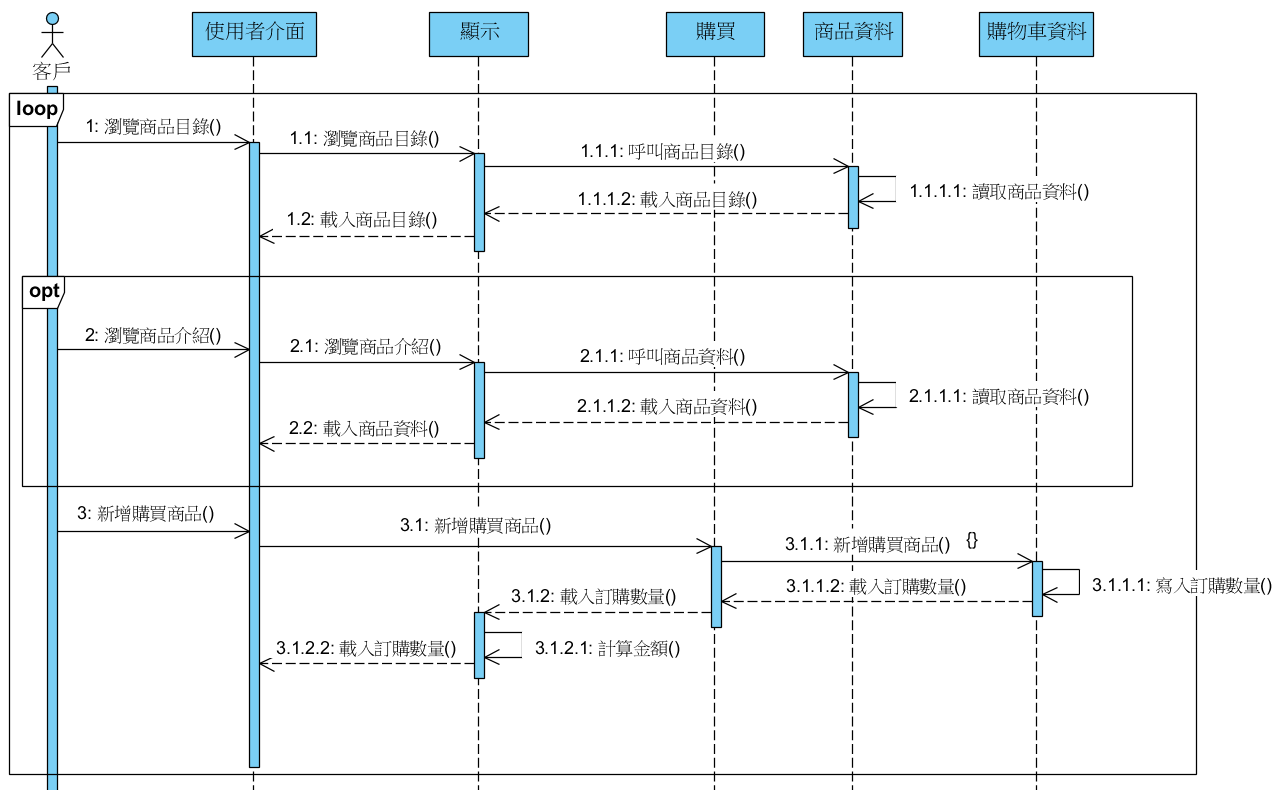 使用者介面
顯示
購買
商品資料
購物車資料
客戶
loop
1: 瀏覽商品目錄()
1.1: 瀏覽商品目錄()
1.1.1: 呼叫商品目錄()
1.1.1.1: 讀取商品資料()
1.1.1.2: 載入商品目錄()
1.2: 載入商品目錄()
opt
2: 瀏覽商品介紹()
2.1: 瀏覽商品介紹()
2.1.1: 呼叫商品資料()
2.1.1.1: 讀取商品資料()
2.1.1.2: 載入商品資料()
2.2: 載入商品資料()
3: 新增購買商品()
3.1: 新增購買商品()
3.1.1: 新增購買商品()
{}
3.1.1.1: 寫入訂購數量()
3.1.1.2: 載入訂購數量()
3.1.2: 載入訂購數量()
3.1.2.1: 計算金額()
3.1.2.2: 載入訂購數量()